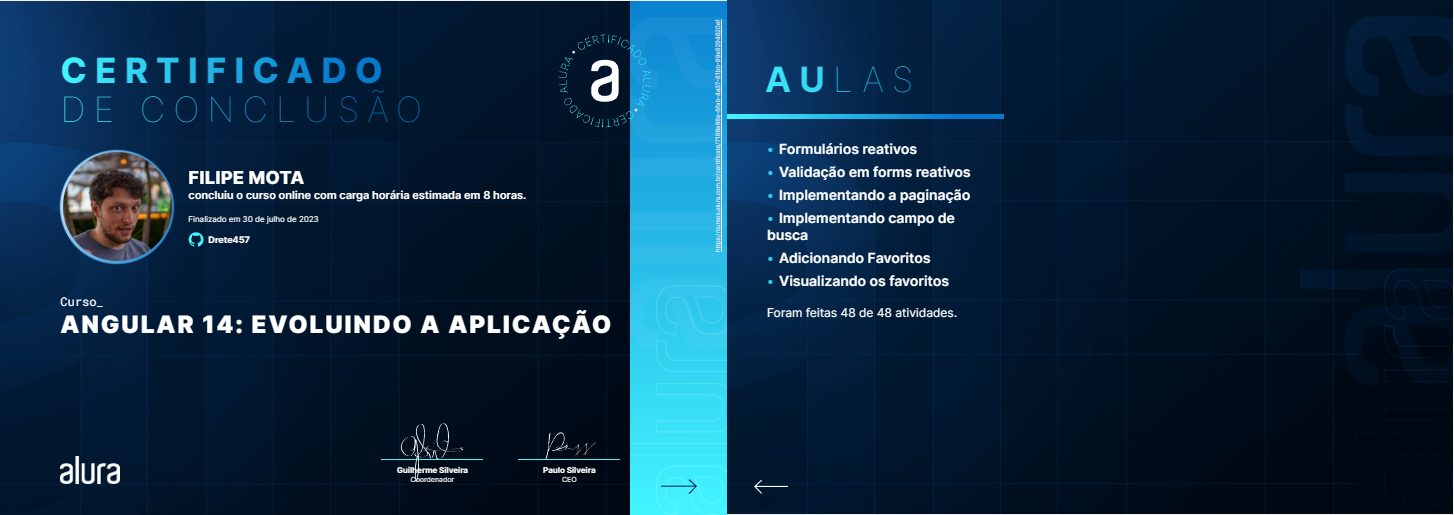 CERTIFICADO
DE CONCLUSÃO
CERTIFICADO ALURA • CERTIFICADO ALURA •
a
FILIPE MOTA
concluiu o curso online com carga horária estimada em 8 horas.
Finalizado em 30 de julho de 2023
Drete457
Curso_
ANGULAR 14: EVOLUINDO A APLICAÇÃO
alura
Guilherme Silveira
Coordenador
Paulo Silveira
CEO
alura
AULAS
• Formulários reativos
• Validação em forms reativos
• Implementando a paginação
• Implementando campo de
busca
• Adicionando Favoritos
• Visualizando os favoritos
Foram feitas 48 de 48 atividades.
alura